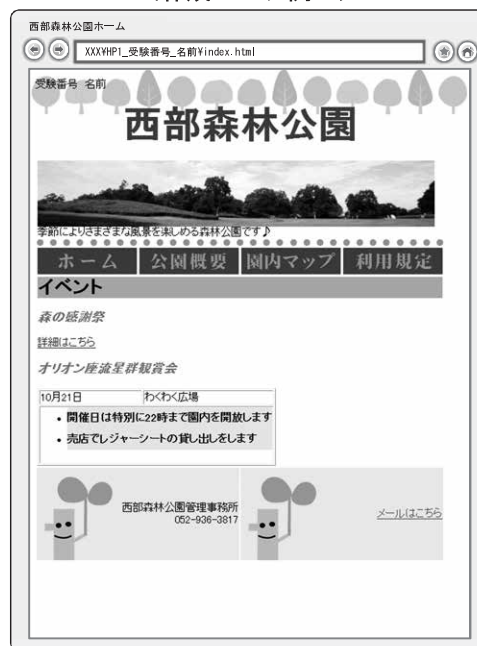 西部森林公園ホーム
XXX¥HP1_受験番号_名前¥index.html
受験番号 名前
西部森林公園
季節によりさまざまな風景を楽しめる森林公園です♪
ホーム 公園概要 園内マップ 利用規定
イベント
森の感謝祭
詳細はこちら
オリオン座流星群観賞会
10月21日 わくわく広場
• 開催日は特別に22時まで園内を開放します
• 売店でレジャーシートの貸し出しをします
西部森林公園管理事務所
052-936-3817
メールはこちら